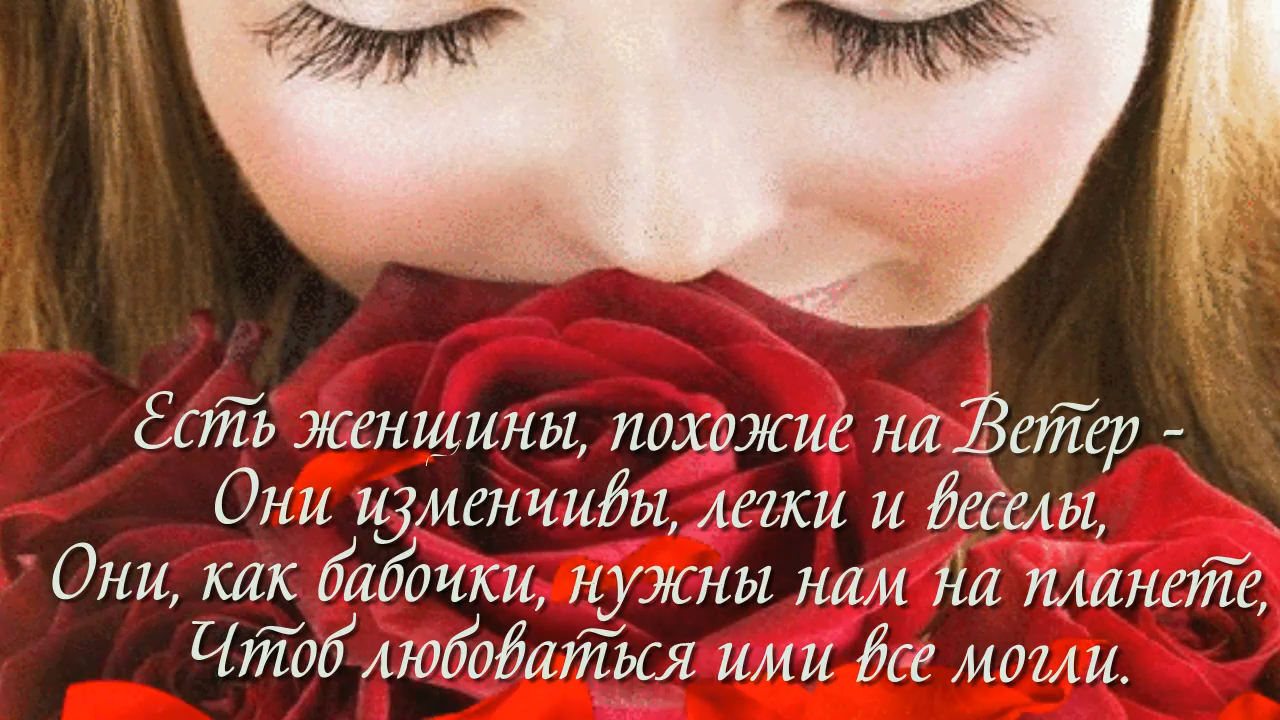 Есть женщины, похожие на Ветер -
Они изменчивы, легки и веселы,
Они, как бабочки, нужны нам на планете,
Чтоб любоваться ими все могли.